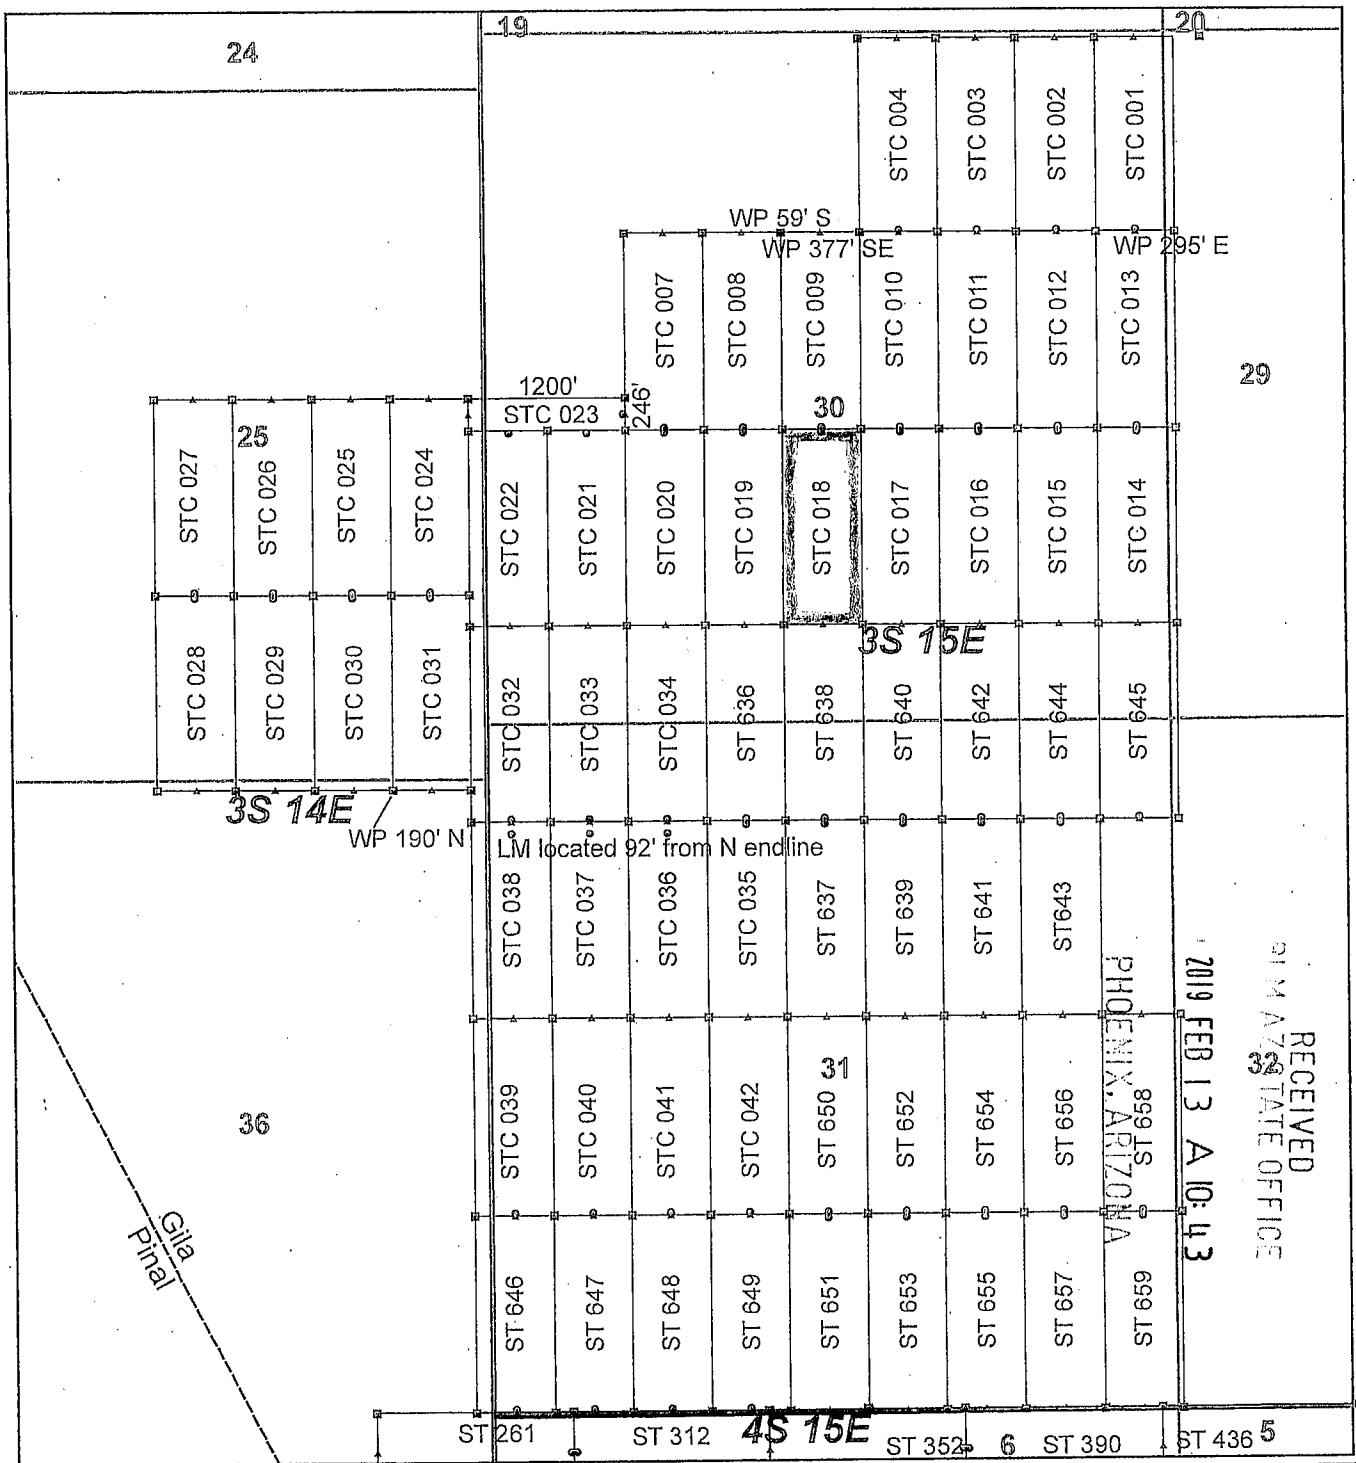 19
20
24
STC 004
STC 003
STC 002
STC 001
WP 59' S
WP 377' SE
WP 295' E
STC 007
STC 008
STC 009
STC 010
STC 011
STC 012
STC 013
29
1200'
246'
STC 023
30
25
STC 027
STC 026
STC 025
STC 024
STC 022
STC 021
STC 020
STC 019
STC 018
STC 017
STC 016
STC 015
STC 014
3S 15E
STC 028
STC 029
STC 030
STC 031
STC 032
STC 033
STC 034
ST 636
ST 638
ST 640
ST 642
ST 644
ST 645
3S 14E
WP 190' N
LM located 92' from N endline
STC 038
STC 037
STC 036
STC 035
ST 637
ST 639
ST 641
ST643
RECEIVED
BLM AZ STATE OFFICE
2019 FEB 13 A 10:43
PHOENIX, ARIZONA
31
32
36
STC 039
STC 040
STC 041
STC 042
ST 650
ST 652
ST 654
ST 656
ST 658
Gila
Pinal
ST 646
ST 647
ST 648
ST 649
ST 651
ST 653
ST 655
ST 657
ST 659
4S 15E
ST 261
ST 312
ST 352
6
ST 390
ST 436
5